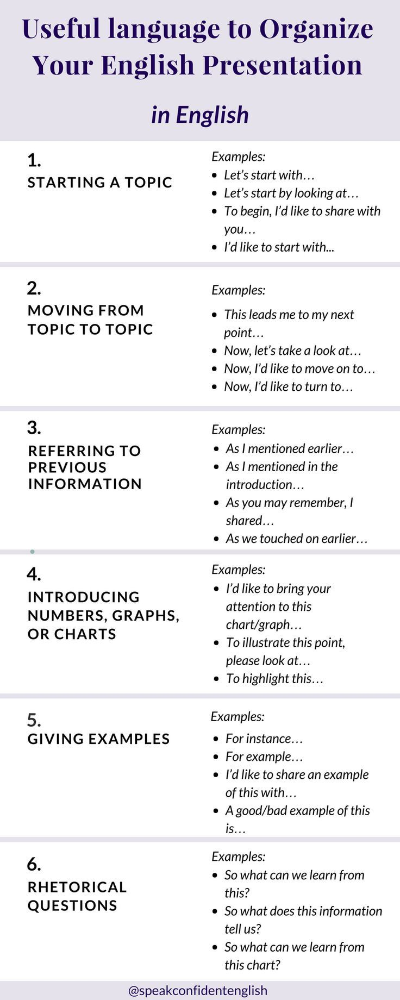 Useful language to Organize
Your English Presentation
in English
1.
STARTING A TOPIC
Examples:
• Let’s start with…
• Let’s start by looking at…
• To begin, I’d like to share with
you…
• I’d like to start with...
2.
MOVING FROM
TOPIC TO TOPIC
Examples:
• This leads me to my next
point…
• Now, let’s take a look at…
• Now, I’d like to move on to…
• Now, I’d like to turn to…
3.
REFERRING TO
PREVIOUS
INFORMATION
Examples:
• As I mentioned earlier…
• As I mentioned in the
introduction…
• As you may remember, I
shared…
• As we touched on earlier…
4.
INTRODUCING
NUMBERS, GRAPHS,
OR CHARTS
Examples:
• I’d like to bring your
attention to this
chart/graph…
• To illustrate this point,
please look at…
• To highlight this…
5.
GIVING EXAMPLES
Examples:
• For instance…
• For example…
• I’d like to share an example
of this with…
• A good/bad example of this
is…
6.
RHETORICAL
QUESTIONS
Examples:
• So what can we learn from
this?
• So what does this information
tell us?
• So what can we learn from
this chart?
@speakconfidentenglish